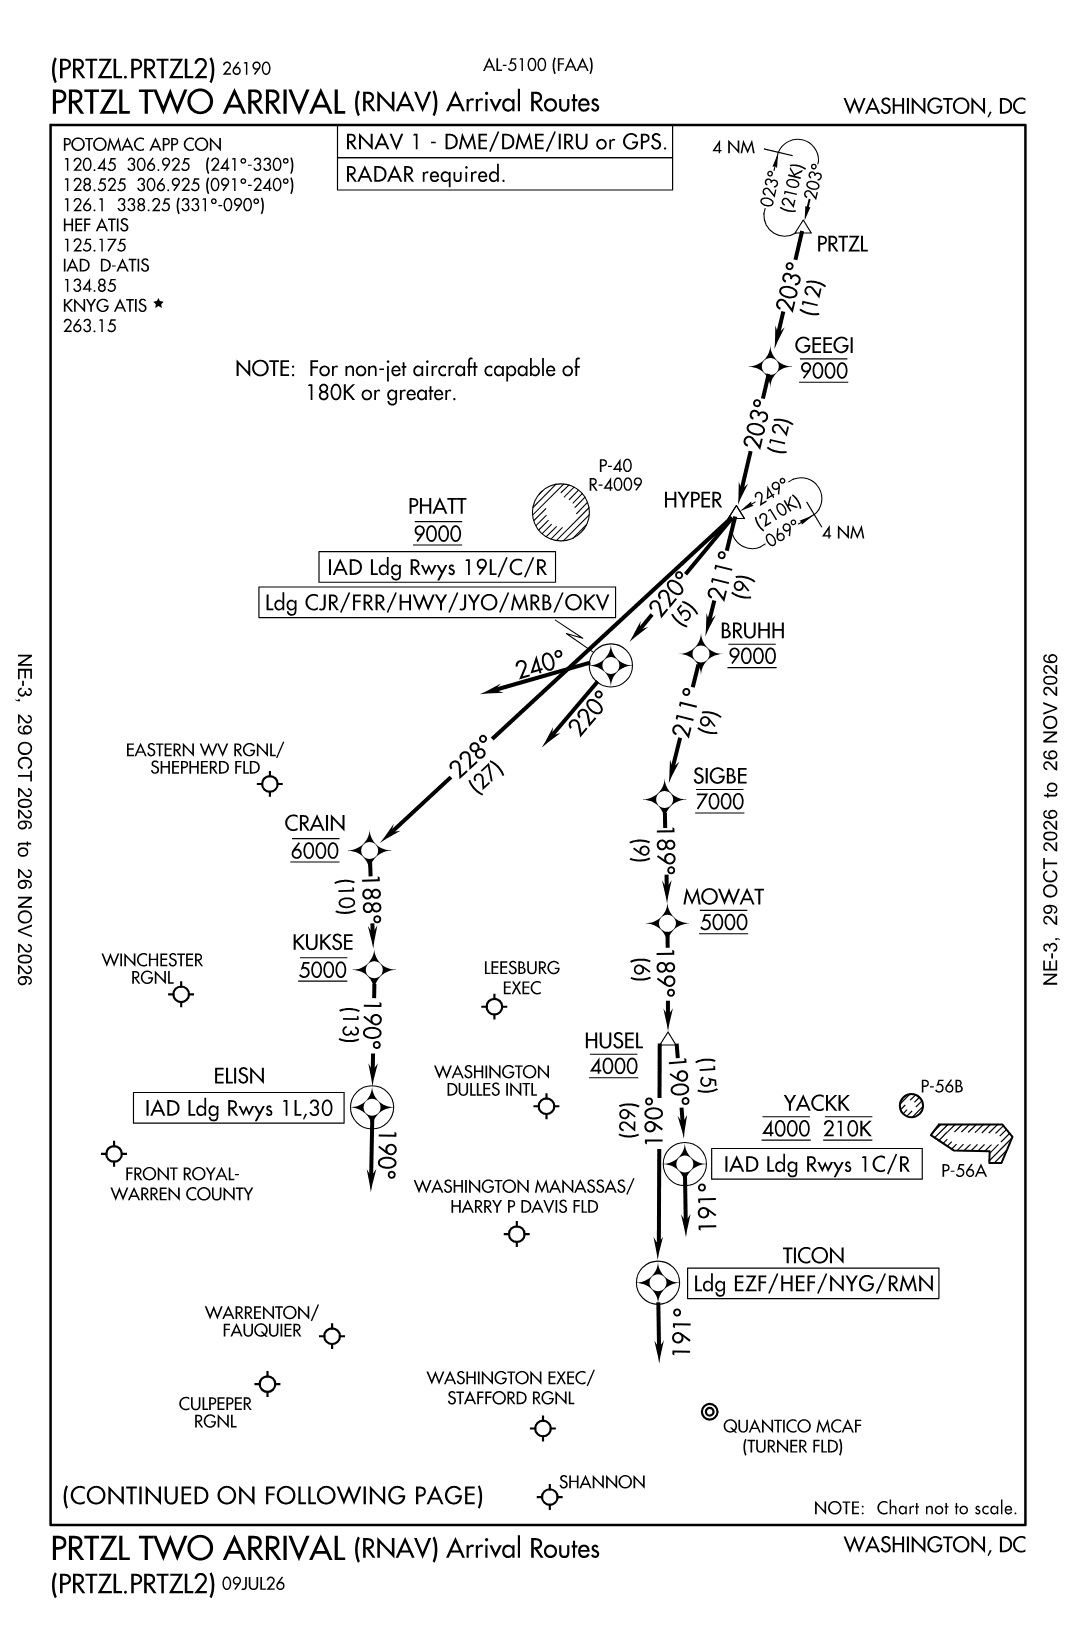 (PRTZL.PRTZL2) 26190
AL-5100 (FAA)
PRTZL TWO ARRIVAL (RNAV) Arrival Routes
WASHINGTON, DC
POTOMAC APP CON
120.45 306.925 (241°-330°)
128.525 306.925 (091°-240°)
126.1 338.25 (331°-090°)
HEF ATIS
125.175
IAD D-ATIS
134.85
KNYG ATIS ★
263.15
RNAV 1 - DME/DME/IRU or GPS.
RADAR required.
4 NM
023°
(210K)
203°
PRTZL
203°
(12)
GEEGI
9000
NOTE: For non-jet aircraft capable of
180K or greater.
203°
(12)
P-40
R-4009
HYPER
249°
(210K)
069°
4 NM
PHATT
9000
IAD Ldg Rwys 19L/C/R
Ldg CJR/FRR/HWY/JYO/MRB/OKV
220°
(5)
211°
(9)
BRUHH
9000
240°
220°
211°
(9)
228°
(27)
EASTERN WV RGNL/
SHEPHERD FLD
SIGBE
7000
CRAIN
6000
189°
(9)
188°
(10)
MOWAT
5000
KUKSE
5000
189°
(9)
WINCHESTER
RGNL
LEESBURG
EXEC
190°
(13)
HUSEL
4000
ELISN
IAD Ldg Rwys 1L,30
WASHINGTON
DULLES INTL
190°
(15)
190°
(29)
YACKK
4000 210K
IAD Ldg Rwys 1C/R
P-56B
P-56A
190°
FRONT ROYAL-
WARREN COUNTY
WASHINGTON MANASSAS/
HARRY P DAVIS FLD
191°
TICON
Ldg EZF/HEF/NYG/RMN
191°
WARRENTON/
FAUQUIER
CULPEPER
RGNL
WASHINGTON EXEC/
STAFFORD RGNL
QUANTICO MCAF
(TURNER FLD)
SHANNON
(CONTINUED ON FOLLOWING PAGE)
NOTE: Chart not to scale.
PRTZL TWO ARRIVAL (RNAV) Arrival Routes
WASHINGTON, DC
(PRTZL.PRTZL2) 09JUL26
NE-3, 29 OCT 2026 to 26 NOV 2026
NE-3, 29 OCT 2026 to 26 NOV 2026